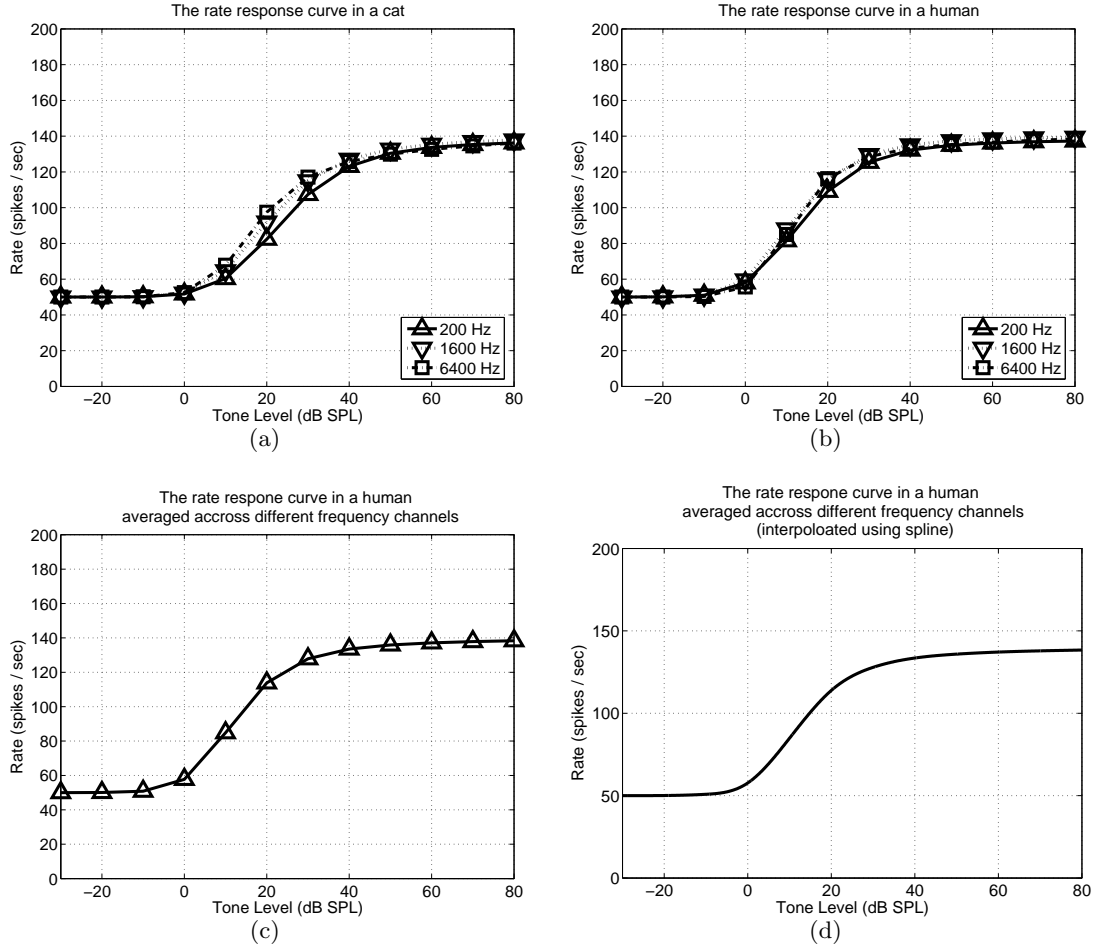 The rate response curve in a cat
200
180
160
140
120
100
80
60
40
20
0
Rate (spikes / sec)
200 Hz
1600 Hz
6400 Hz
−20 0 20 40 60 80
Tone Level (dB SPL)
(a)
The rate response curve in a human
200
180
160
140
120
100
80
60
40
20
0
Rate (spikes / sec)
200 Hz
1600 Hz
6400 Hz
−20 0 20 40 60 80
Tone Level (dB SPL)
(b)
The rate respone curve in a human
averaged accross different frequency channels
200
180
160
140
120
100
80
60
40
20
0
Rate (spikes / sec)
−20 0 20 40 60 80
Tone Level (dB SPL)
(c)
The rate respone curve in a human
averaged accross different frequency channels
(interpoloated using spline)
200
150
100
50
0
Rate (spikes / sec)
−20 0 20 40 60 80
Tone Level (dB SPL)
(d)